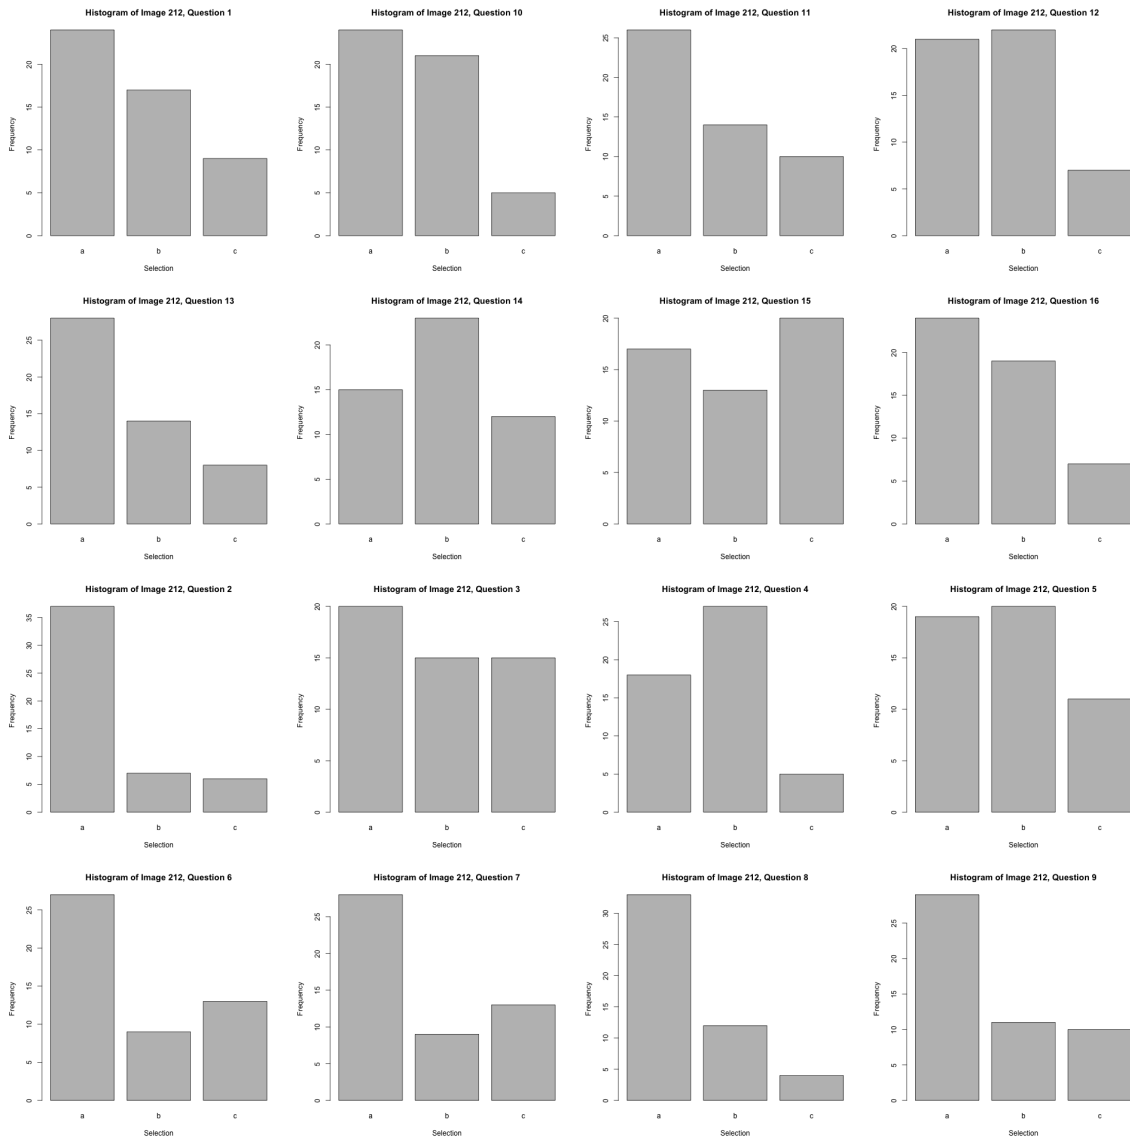 Histogram of Image 212, Question 1
Frequency
0 5 10 15 20
a b c
Selection
Histogram of Image 212, Question 10
Frequency
0 5 10 15 20
a b c
Selection
Histogram of Image 212, Question 11
Frequency
0 5 10 15 20 25
a b c
Selection
Histogram of Image 212, Question 12
Frequency
0 5 10 15 20
a b c
Selection
Histogram of Image 212, Question 13
Frequency
0 5 10 15 20 25
a b c
Selection
Histogram of Image 212, Question 14
Frequency
0 5 10 15 20
a b c
Selection
Histogram of Image 212, Question 15
Frequency
0 5 10 15 20
a b c
Selection
Histogram of Image 212, Question 16
Frequency
0 5 10 15 20
a b c
Selection
Histogram of Image 212, Question 2
Frequency
0 5 10 15 20 25 30 35
a b c
Selection
Histogram of Image 212, Question 3
Frequency
0 5 10 15 20
a b c
Selection
Histogram of Image 212, Question 4
Frequency
0 5 10 15 20 25
a b c
Selection
Histogram of Image 212, Question 5
Frequency
0 5 10 15 20
a b c
Selection
Histogram of Image 212, Question 6
Frequency
0 5 10 15 20 25
a b c
Selection
Histogram of Image 212, Question 7
Frequency
0 5 10 15 20 25
a b c
Selection
Histogram of Image 212, Question 8
Frequency
0 5 10 15 20 25 30
a b c
Selection
Histogram of Image 212, Question 9
Frequency
0 5 10 15 20 25
a b c
Selection